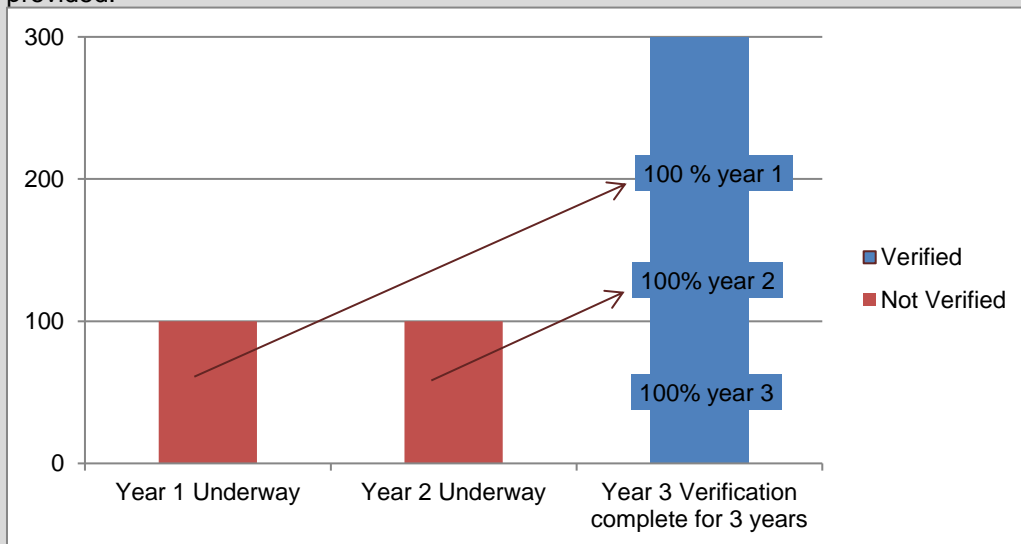 provided.
300
200
100
0
100 % year 1
100% year 2
100% year 3
Verified
Not Verified
Year 1 Underway
Year 2 Underway
Year 3 Verification
complete for 3 years